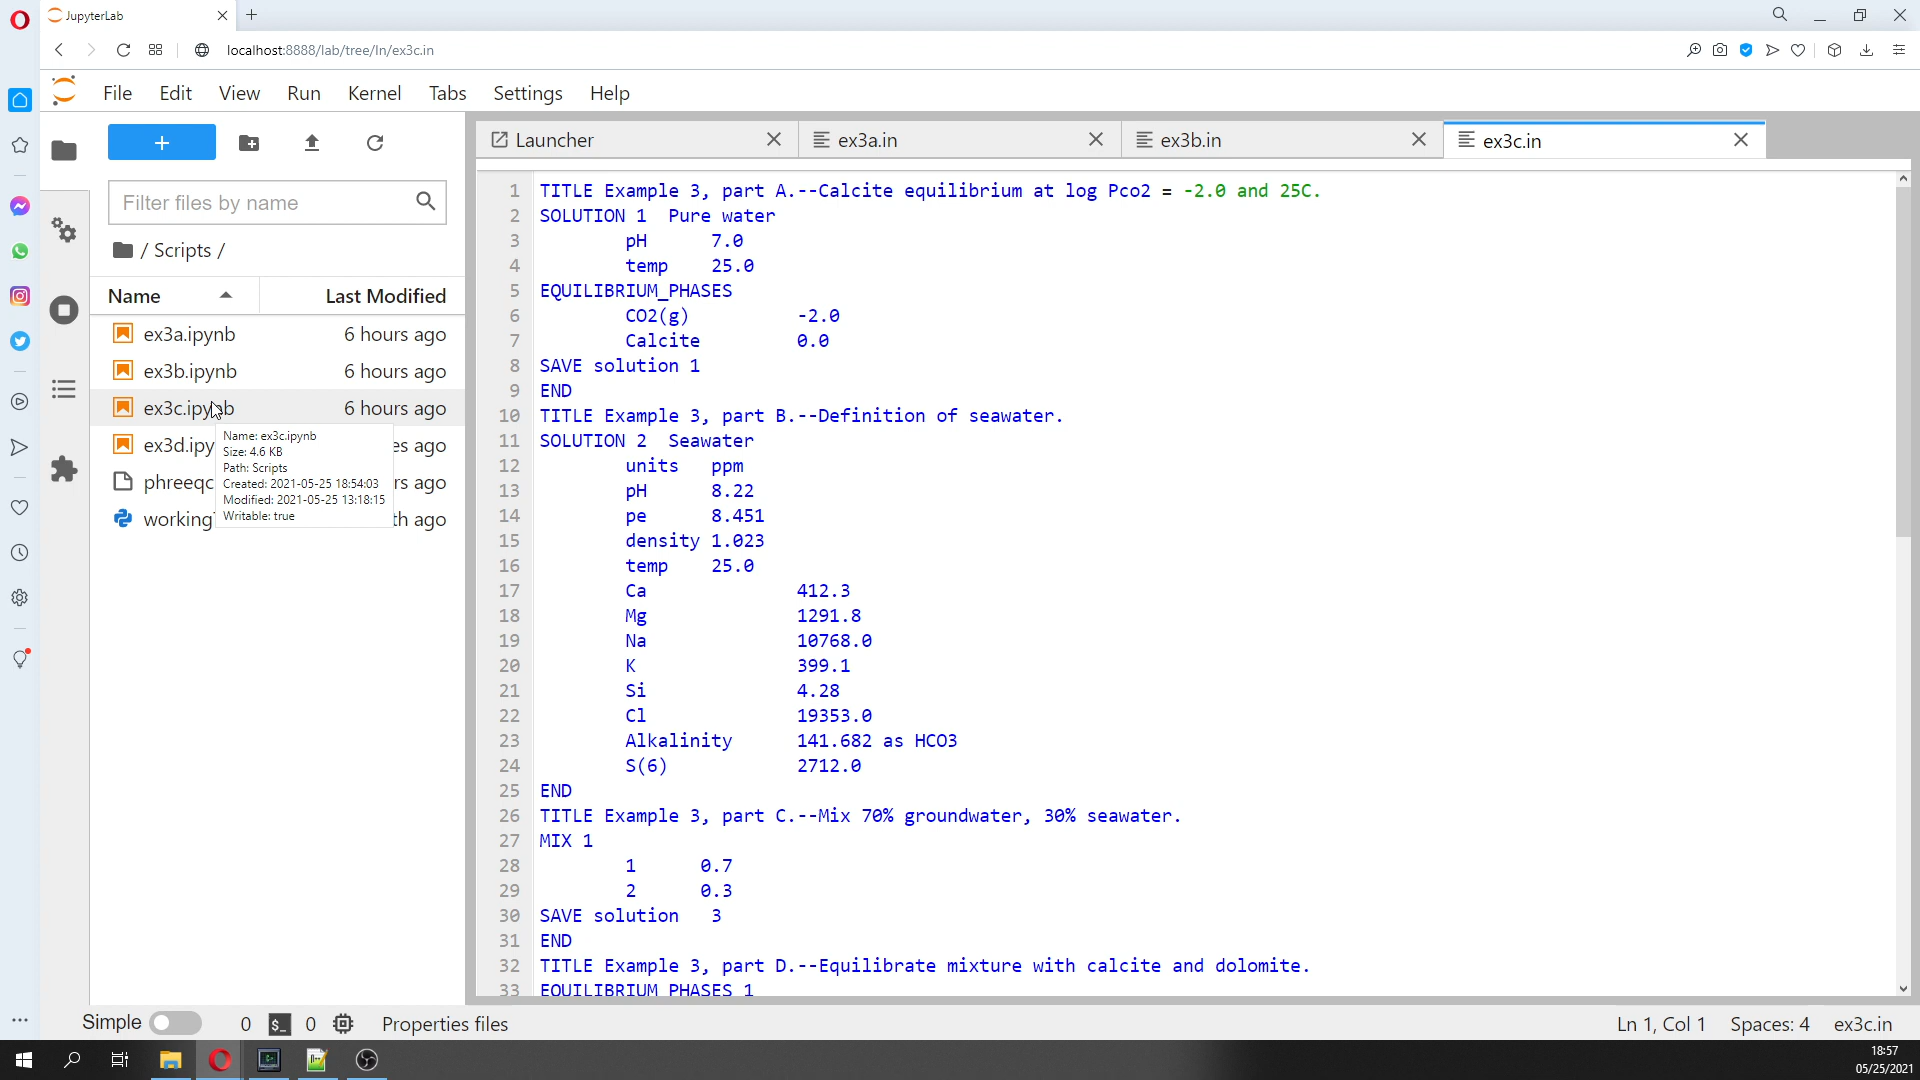 JupyterLab
localhost:8888/lab/tree/In/ex3c.in
File Edit View Run Kernel Tabs Settings Help
+
Filter files by name
/ Scripts /
Name Last Modified
ex3a.ipynb 6 hours ago
ex3b.ipynb 6 hours ago
ex3c.ipynb 6 hours ago
ex3d.ipy es ago
phreeqc rs ago
working th ago
Name: ex3c.ipynb
Size: 4.6 KB
Path: Scripts
Created: 2021-05-25 18:54:03
Modified: 2021-05-25 13:18:15
Writable: true
Launcher ex3a.in ex3b.in ex3c.in
1 TITLE Example 3, part A.--Calcite equilibrium at log Pco2 = -2.0 and 25C.
2 SOLUTION 1 Pure water
3 pH 7.0
4 temp 25.0
5 EQUILIBRIUM_PHASES
6 CO2(g) -2.0
7 Calcite 0.0
8 SAVE solution 1
9 END
10 TITLE Example 3, part B.--Definition of seawater.
11 SOLUTION 2 Seawater
12 units ppm
13 pH 8.22
14 pe 8.451
15 density 1.023
16 temp 25.0
17 Ca 412.3
18 Mg 1291.8
19 Na 10768.0
20 K 399.1
21 Si 4.28
22 Cl 19353.0
23 Alkalinity 141.682 as HCO3
24 S(6) 2712.0
25 END
26 TITLE Example 3, part C.--Mix 70% groundwater, 30% seawater.
27 MIX 1
28 1 0.7
29 2 0.3
30 SAVE solution 3
31 END
32 TITLE Example 3, part D.--Equilibrate mixture with calcite and dolomite.
33 EQUILIBRIUM_PHASES 1
Simple 0 $_ 0 Properties files Ln 1, Col 1 Spaces: 4 ex3c.in
18:57
05/25/2021